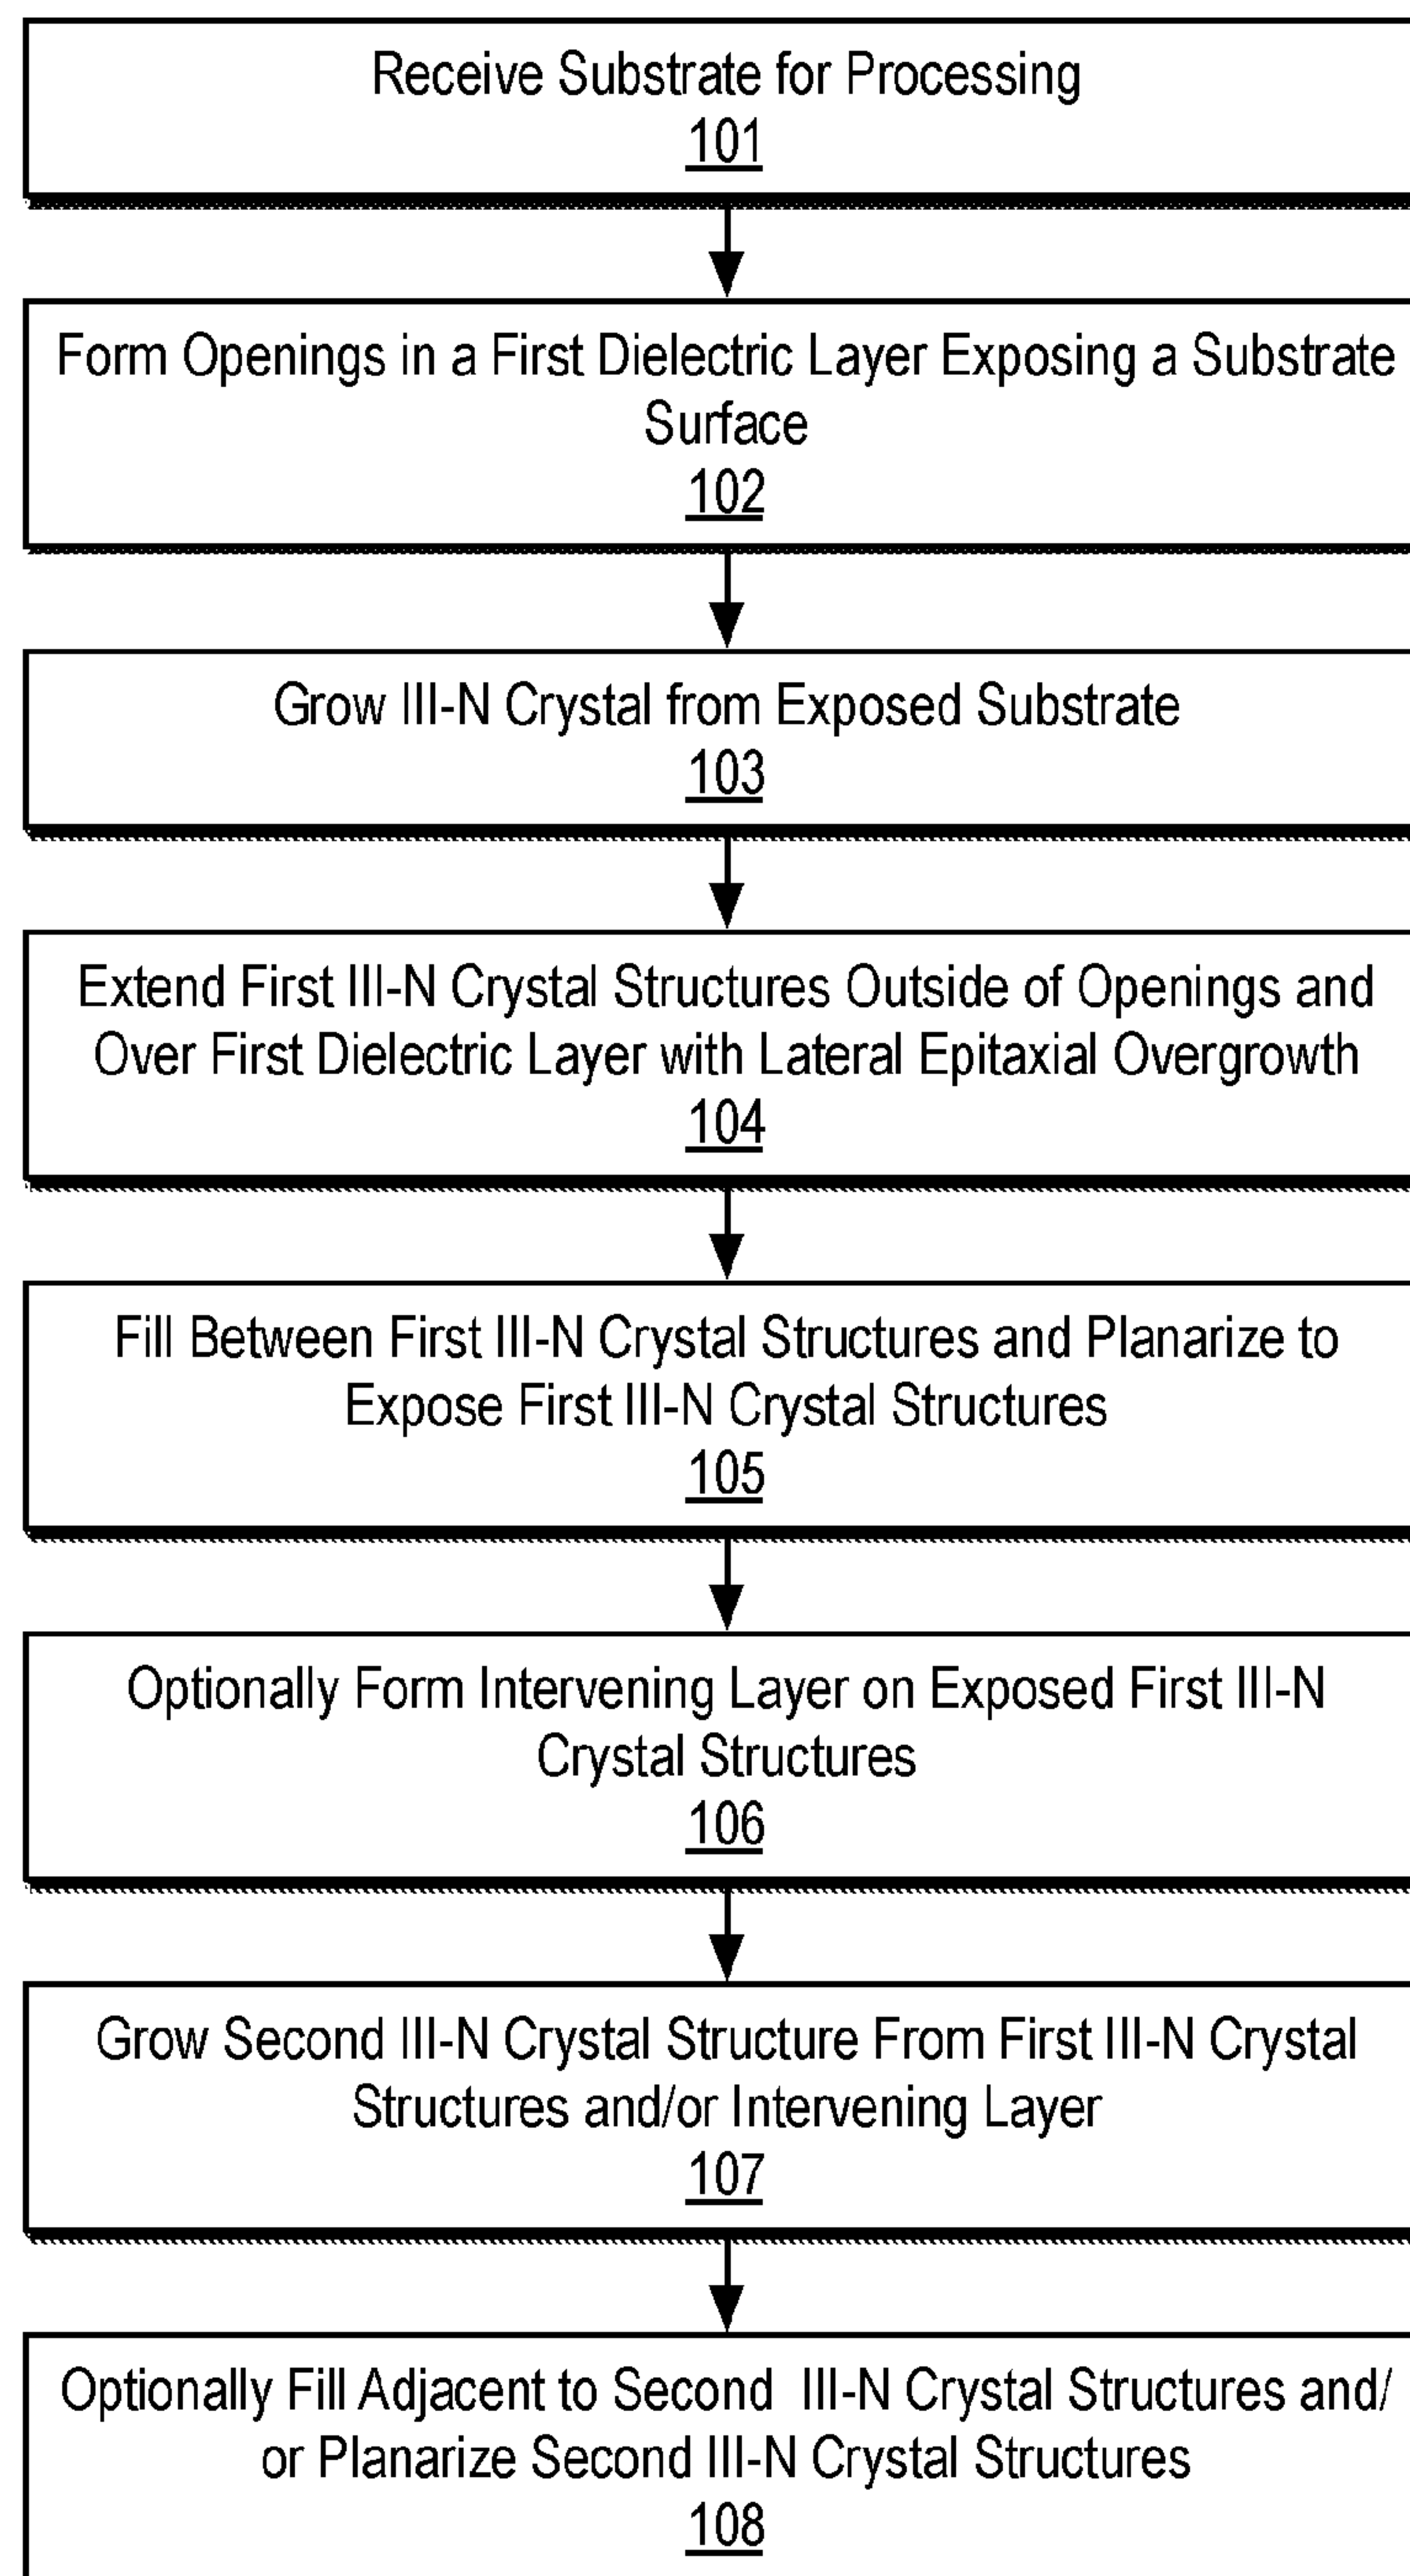 Receive Substrate for Processing
101
Form Openings in a First Dielectric Layer Exposing a Substrate
Surface
102
Grow III-N Crystal from Exposed Substrate
103
Extend First III-N Crystal Structures Outside of Openings and
Over First Dielectric Layer with Lateral Epitaxial Overgrowth
104
Fill Between First III-N Crystal Structures and Planarize to
Expose First III-N Crystal Structures
105
Optionally Form Intervening Layer on Exposed First III-N
Crystal Structures
106
Grow Second III-N Crystal Structure From First III-N Crystal
Structures and/or Intervening Layer
107
Optionally Fill Adjacent to Second III-N Crystal Structures and/
or Planarize Second III-N Crystal Structures
108